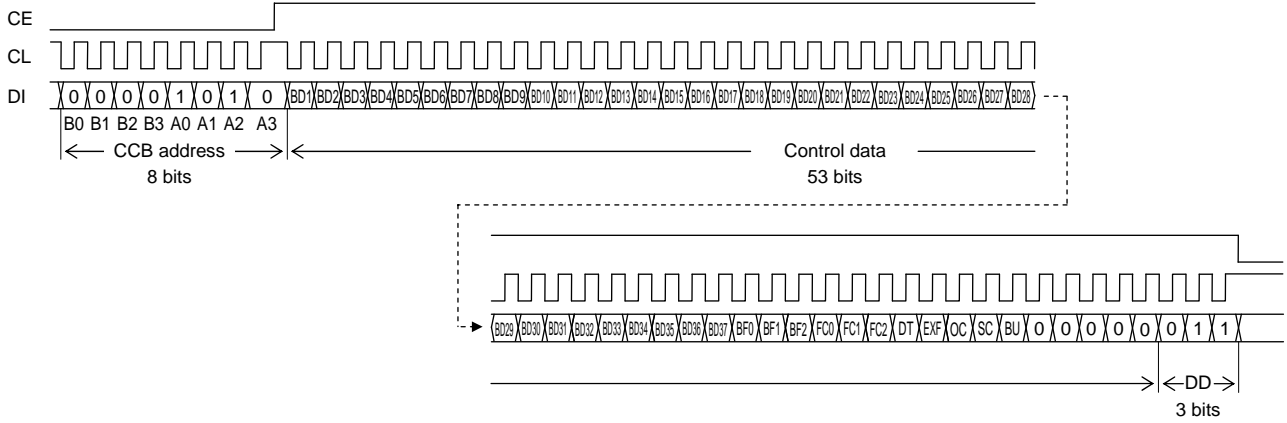 CE
CL
DI 0 0 0 0 1 0 1 0 BD1 BD2 BD3 BD4 BD5 BD6 BD7 BD8 BD9 BD10 BD11 BD12 BD13 BD14 BD15 BD16 BD17 BD18 BD19 BD20 BD21 BD22 BD23 BD24 BD25 BD26 BD27 BD28
B0 B1 B2 B3 A0 A1 A2 A3
CCB address Control data
8 bits 53 bits
BD29 BD30 BD31 BD32 BD33 BD34 BD35 BD36 BD37 BF0 BF1 BF2 FC0 FC1 FC2 DT EXF OC SC BU 0 0 0 0 0 0 1 1
DD
3 bits